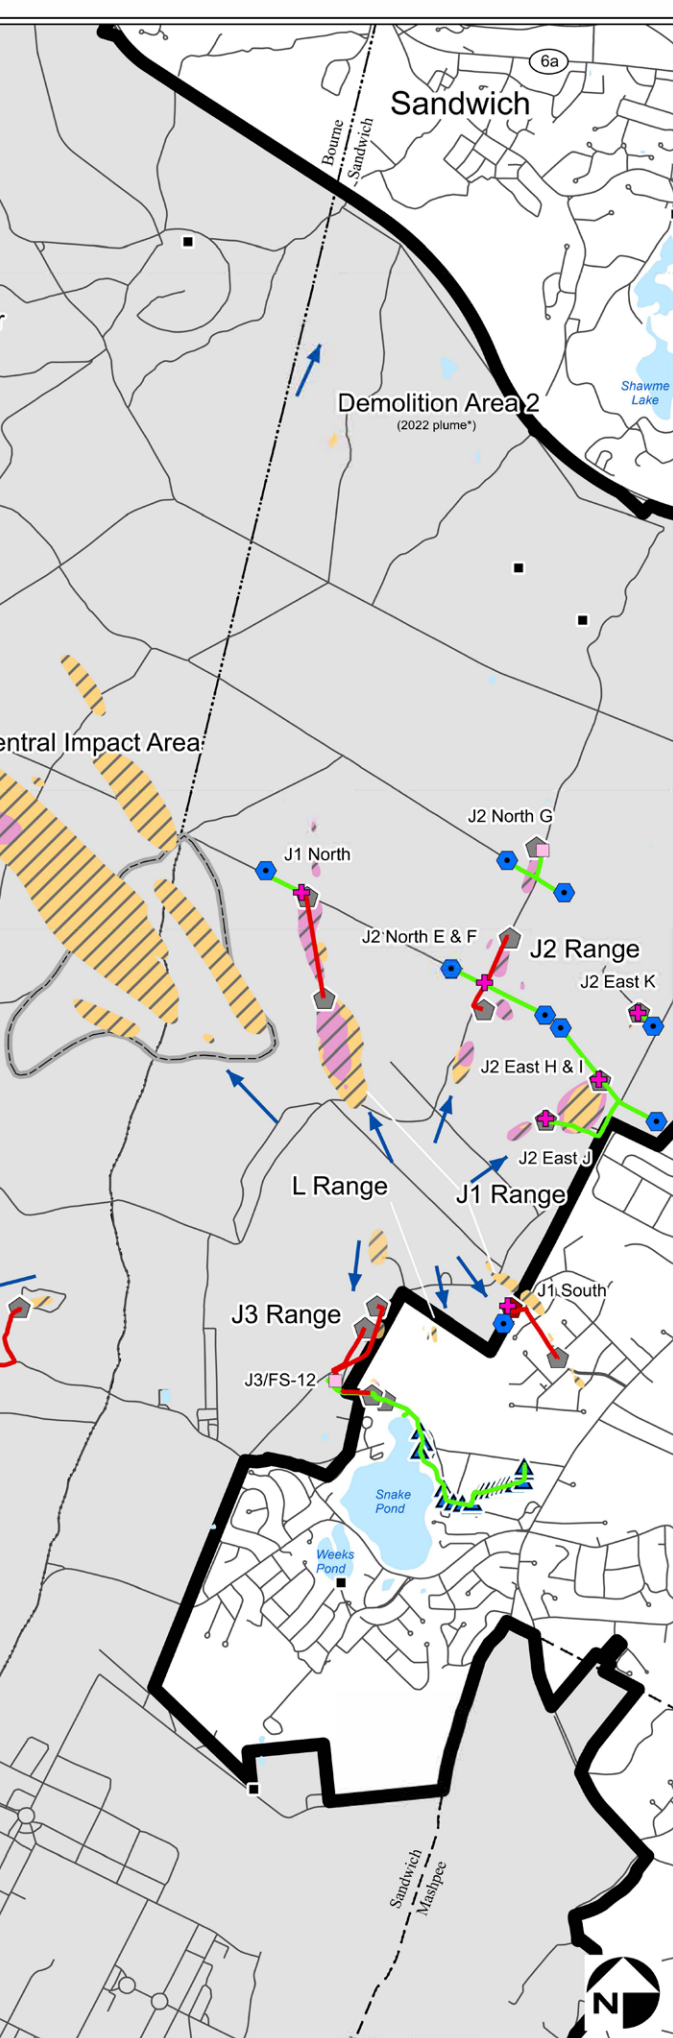 6a
Sandwich
Bourne
Sandwich
r
Shawme
Lake
Demolition Area 2
(2022 plume*)
entral Impact Area
J2 North G
J1 North
J2 North E & F
J2 Range
J2 East K
J2 East H & I
J2 East J
L Range
J1 Range
J1 South
J3 Range
J3/FS-12
Snake
Pond
Weeks
Pond
Sandwich
Mashpee
N